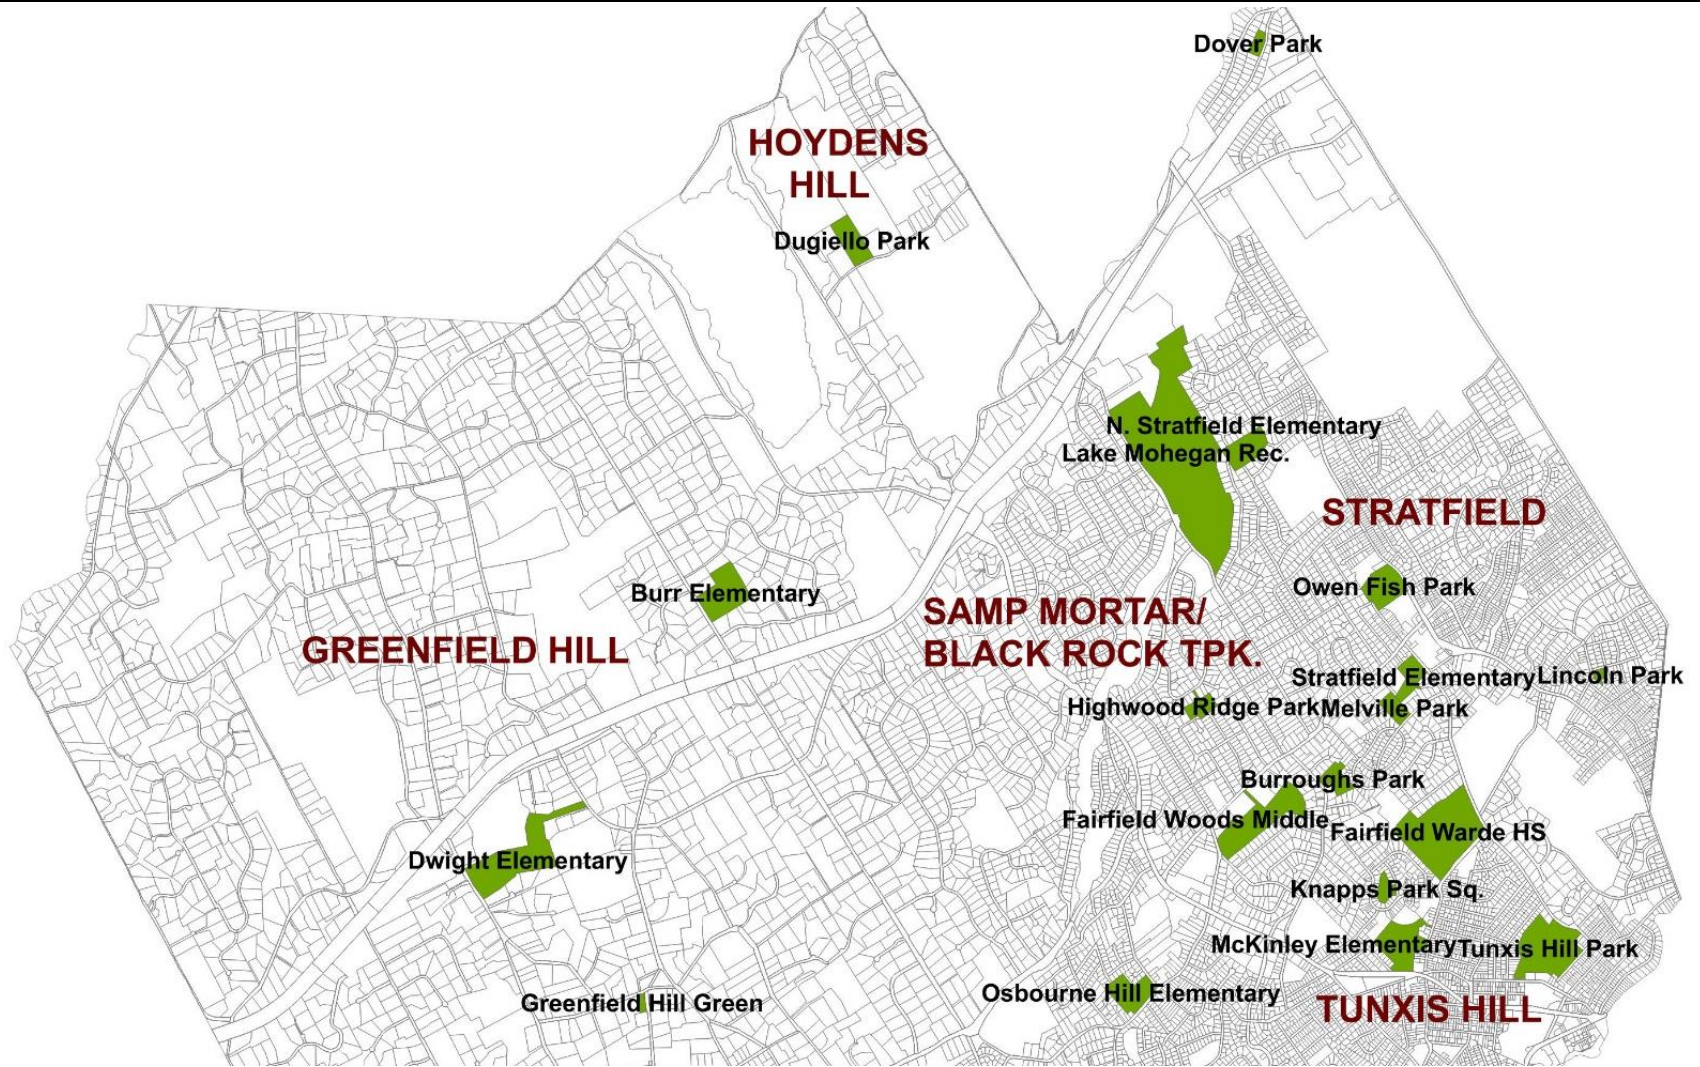 Dover Park
HOYDENS
HILL
Dugiello Park
N. Stratfield Elementary
Lake Mohegan Rec.
STRATFIELD
Owen Fish Park
Burr Elementary
SAMP MORTAR/
BLACK ROCK TPK.
GREENFIELD HILL
Stratfield Elementary
Lincoln Park
Highwood Ridge Park
Melville Park
Burroughs Park
Fairfield Woods Middle
Fairfield Warde HS
Dwight Elementary
Knapps Park Sq.
McKinley Elementary
Tunxis Hill Park
Osbourne Hill Elementary
Greenfield Hill Green
TUNXIS HILL